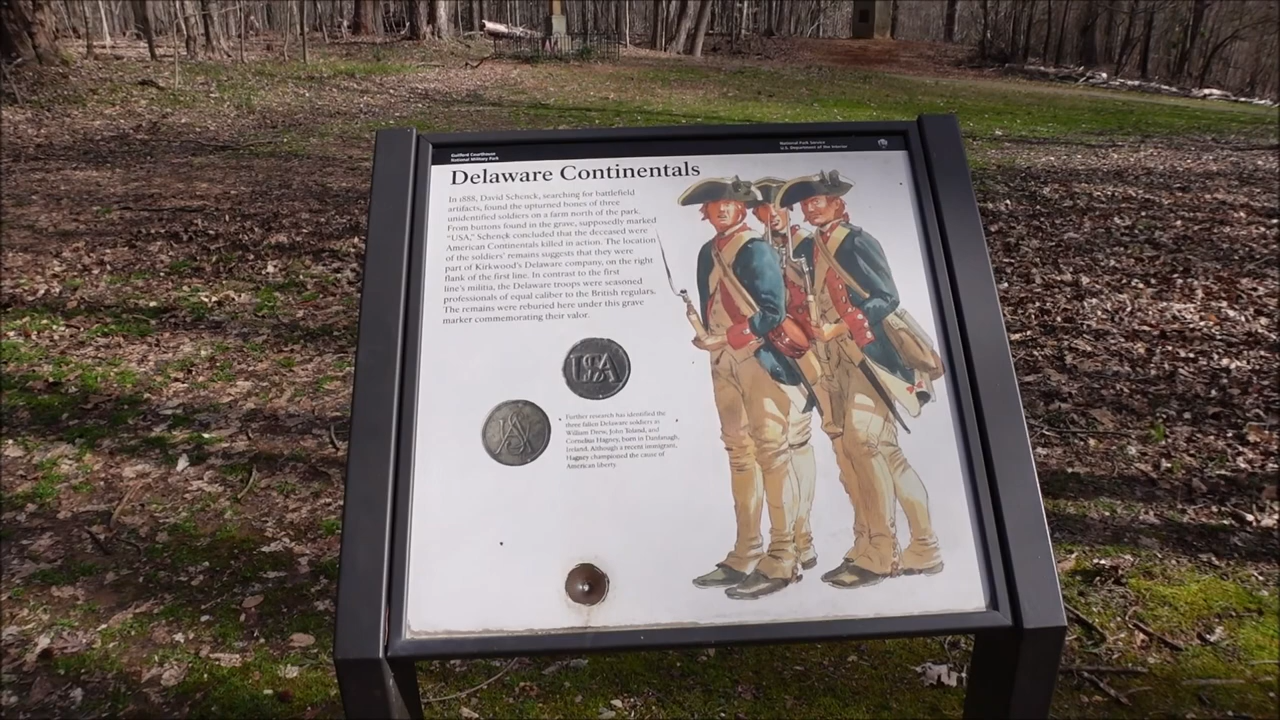 Guilford Courthouse
National Military Park
National Park Service
U.S. Department of the Interior
Delaware Continentals
In 1888, David Schenck, searching for battlefield
artifacts, found the upturned bones of three
unidentified soldiers on a farm north of the park.
From buttons found in the grave, supposedly marked
“USA,” Schenck concluded that the deceased were
American Continentals killed in action. The location
of the soldiers’ remains suggests that they were
part of Kirkwood’s Delaware company, on the right
flank of the first line. In contrast to the first
line’s militia, the Delaware troops were seasoned
professionals of equal caliber to the British regulars.
The remains were reburied here under this grave
marker commemorating their valor.
USA
USA
Further research has identified the
three fallen Delaware soldiers as
William Drew, John Toland, and
Cornelius Hagney, born in Dunleary,
Ireland. Although a recent immigrant,
Hagney championed the cause of
American liberty.